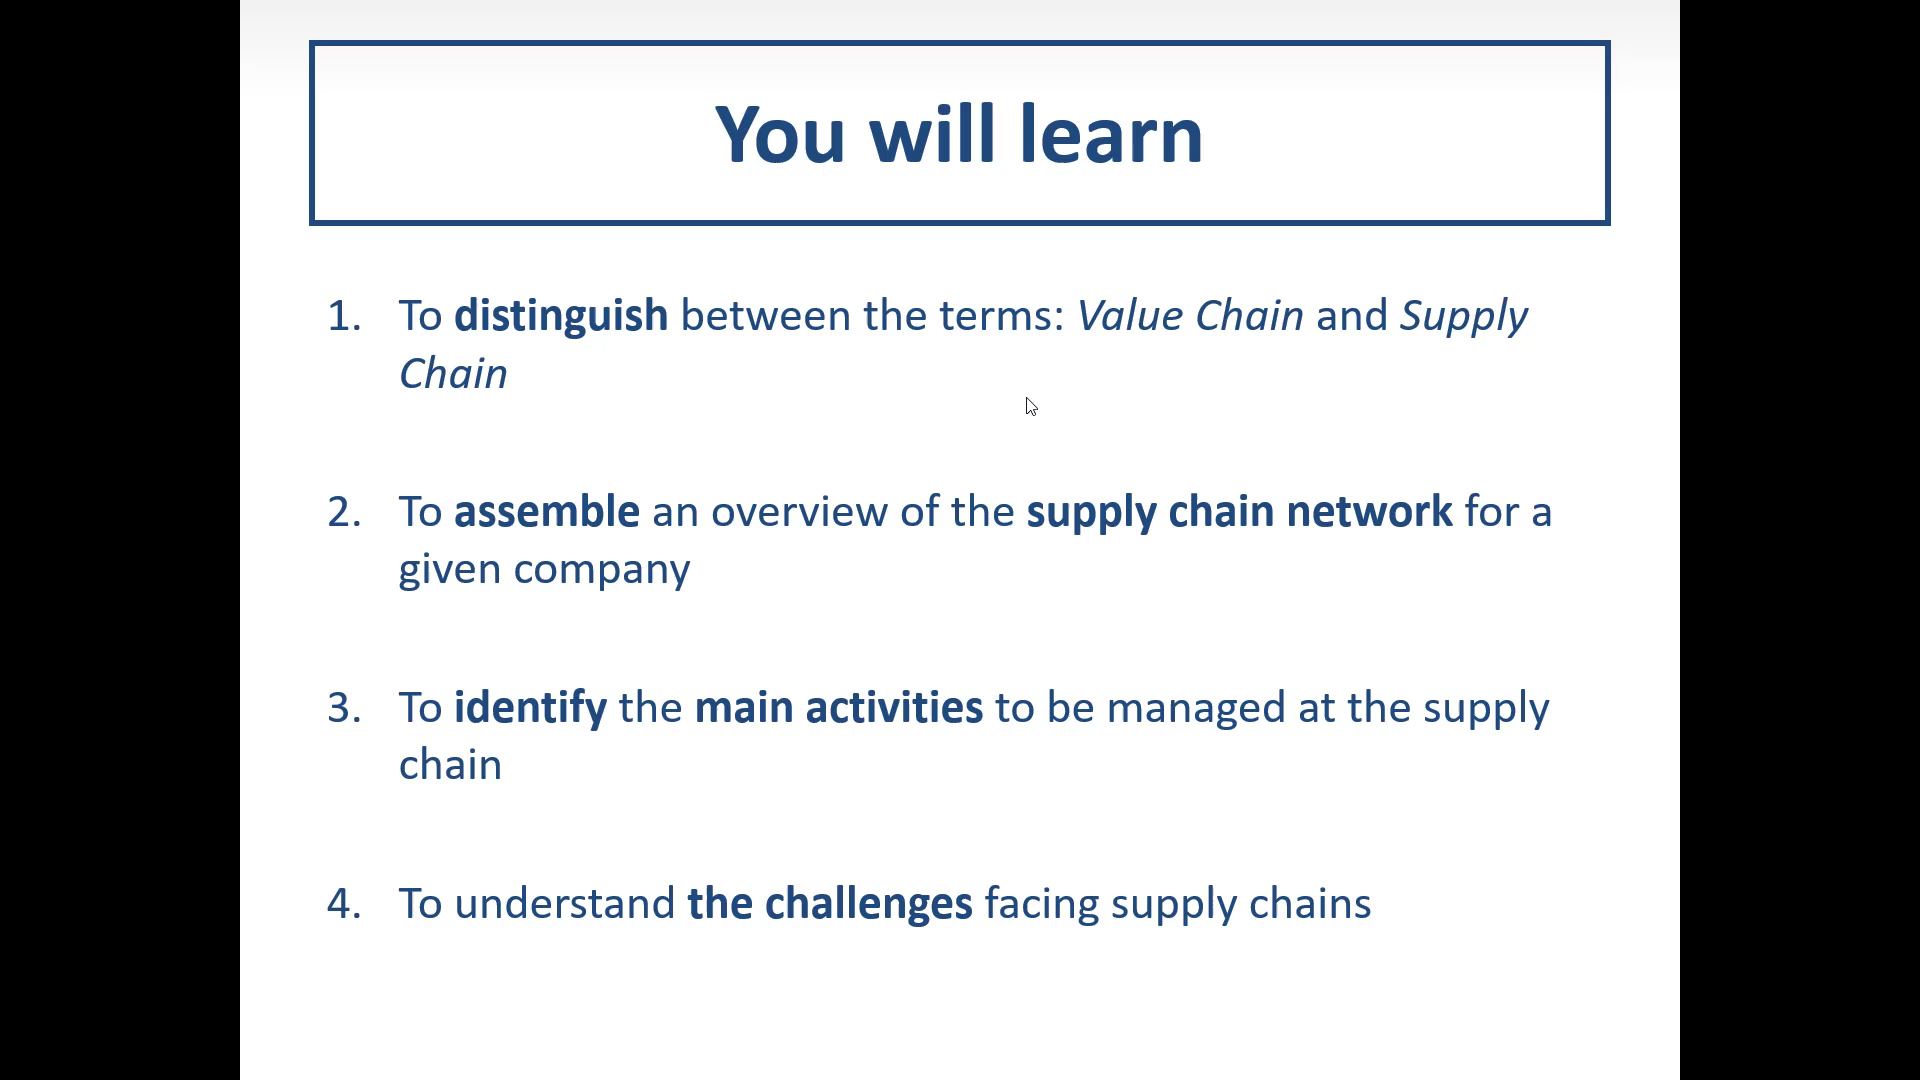 You will learn
1. To distinguish between the terms: Value Chain and Supply
Chain
2. To assemble an overview of the supply chain network for a
given company
3. To identify the main activities to be managed at the supply
chain
4. To understand the challenges facing supply chains